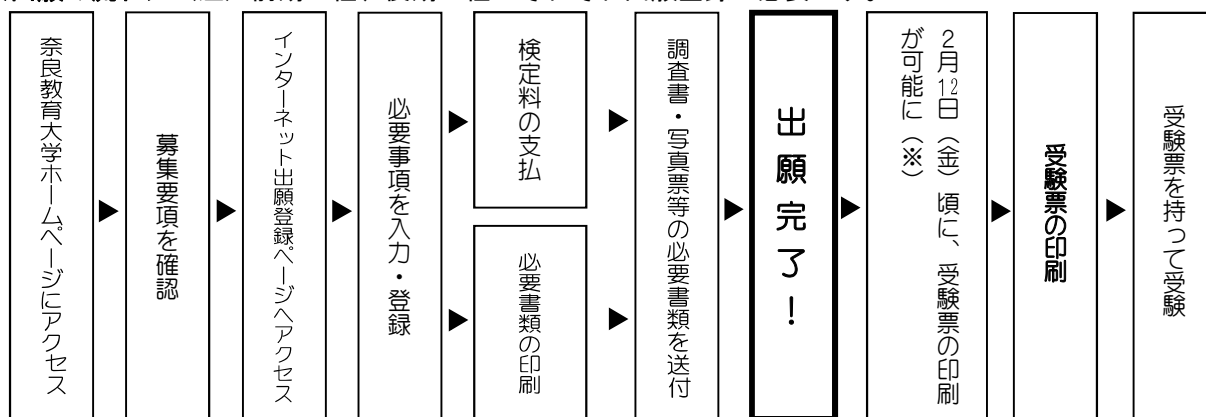 奈良教育大学ホームページにアクセス
募集要項を確認
インターネット出願登録ページへアクセス
必要事項を入力・登録
検定料の支払
必要書類の印刷
調査書・写真票等の必要書類を送付
出願完了！
２月12日（金）頃に、受験票の印刷
が可能に（※）
受験票の印刷
受験票を持って受験